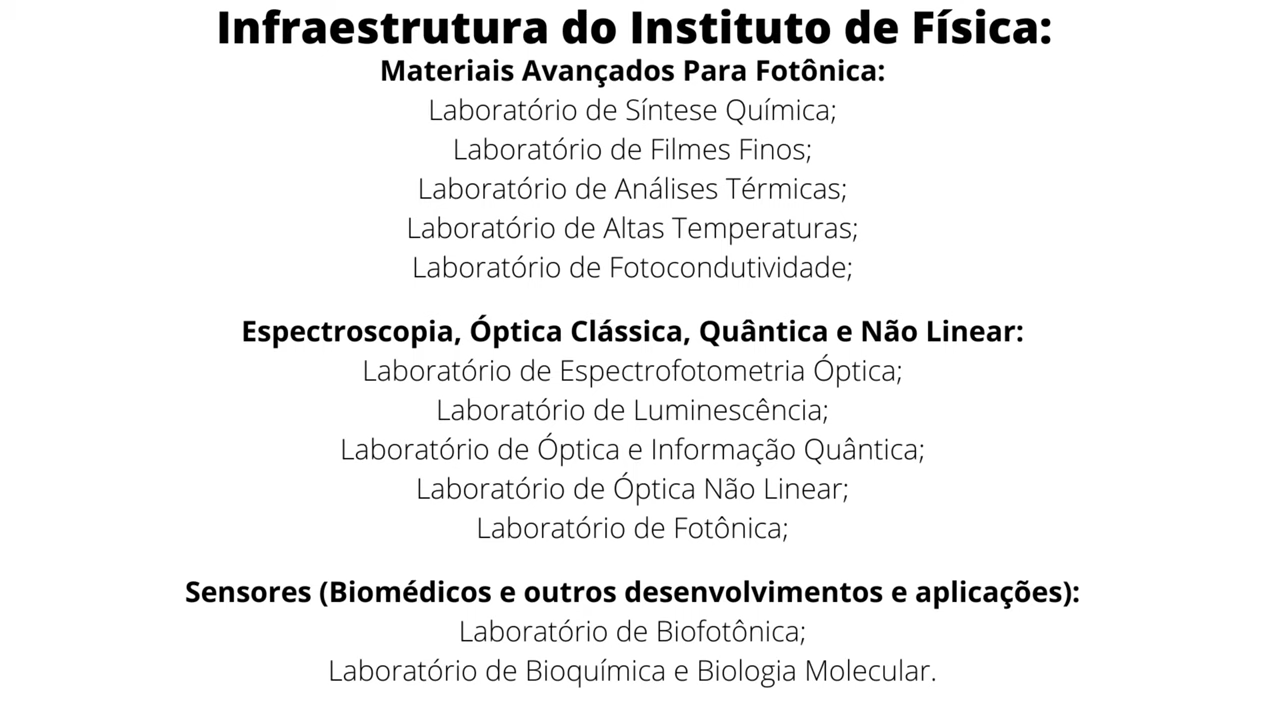 Infraestrutura do Instituto de Física:
Materiais Avançados Para Fotônica:
Laboratório de Síntese Química;
Laboratório de Filmes Finos;
Laboratório de Análises Térmicas;
Laboratório de Altas Temperaturas;
Laboratório de Fotocondutividade;
Espectroscopia, Óptica Clássica, Quântica e Não Linear:
Laboratório de Espectrofotometria Óptica;
Laboratório de Luminescência;
Laboratório de Óptica e Informação Quântica;
Laboratório de Óptica Não Linear;
Laboratório de Fotônica;
Sensores (Biomédicos e outros desenvolvimentos e aplicações):
Laboratório de Biofotônica;
Laboratório de Bioquímica e Biologia Molecular.